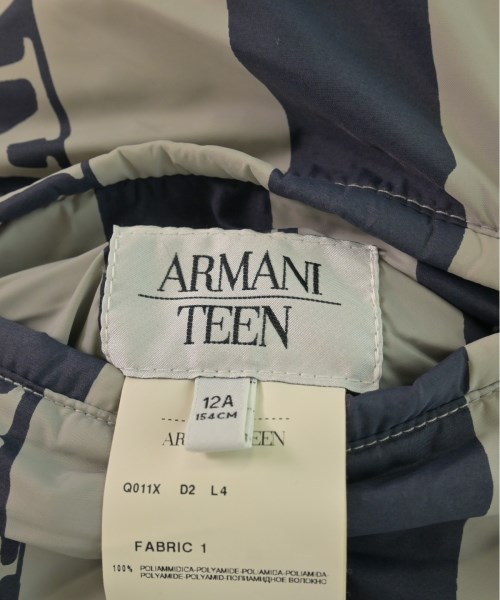 ARMANI
TEEN
12A
154CM
ARMANI TEEN
Q011X D2 L4
FABRIC 1
100% POLIAMMIDICA-POLYAMIDE-POLIAMIDA-POLIAMIDA
POLYAMIDE-POLYAMID-ПОЛИАМИДНОЕ ВОЛОКНО